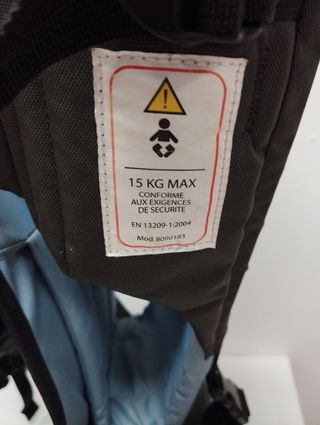 15 KG MAX
CONFORME
AUX EXIGENCES
DE SECURITE
EN 13209-1:2004
Mod. 8090183